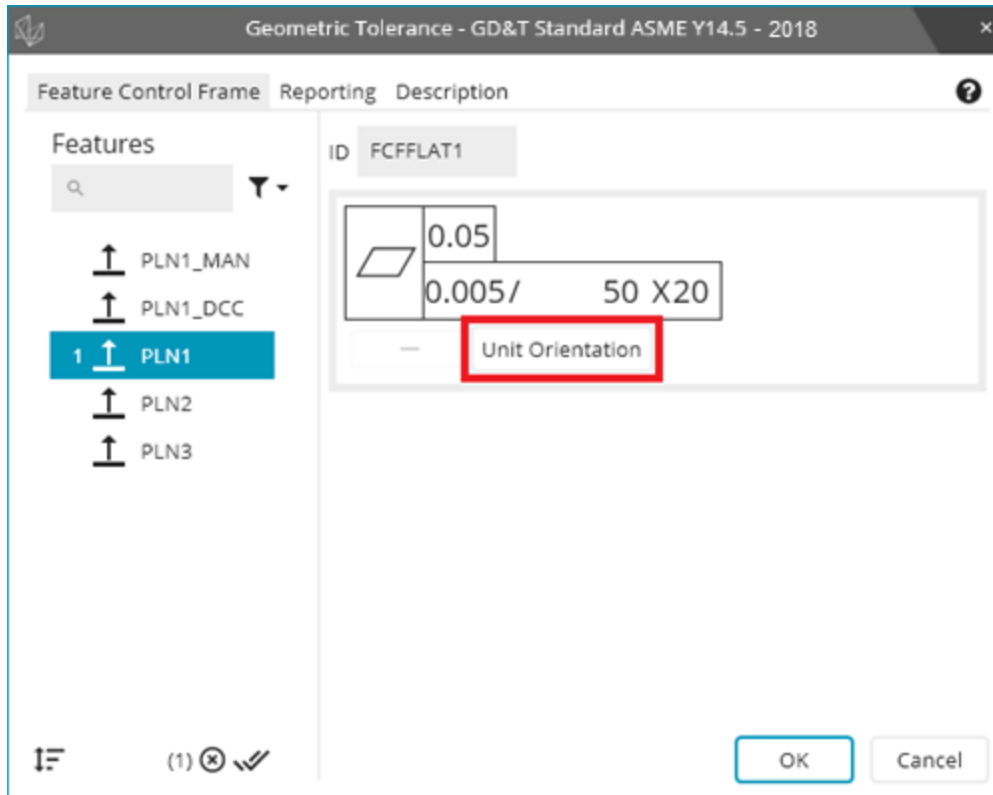 Geometric Tolerance - GD&T Standard ASME Y14.5 - 2018
Feature Control Frame Reporting Description
Features
ID FCFFLAT1
0.05
0.005/ 50 X20
Unit Orientation
PLN1_MAN
PLN1_DCC
1 PLN1
PLN2
PLN3
(1)
OK Cancel